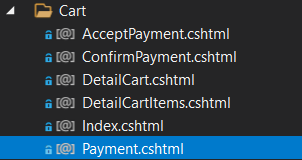 Cart
[@] AcceptPayment.cshtml
[@] ConfirmPayment.cshtml
[@] DetailCart.cshtml
[@] DetailCartItems.cshtml
[@] Index.cshtml
[@] Payment.cshtml